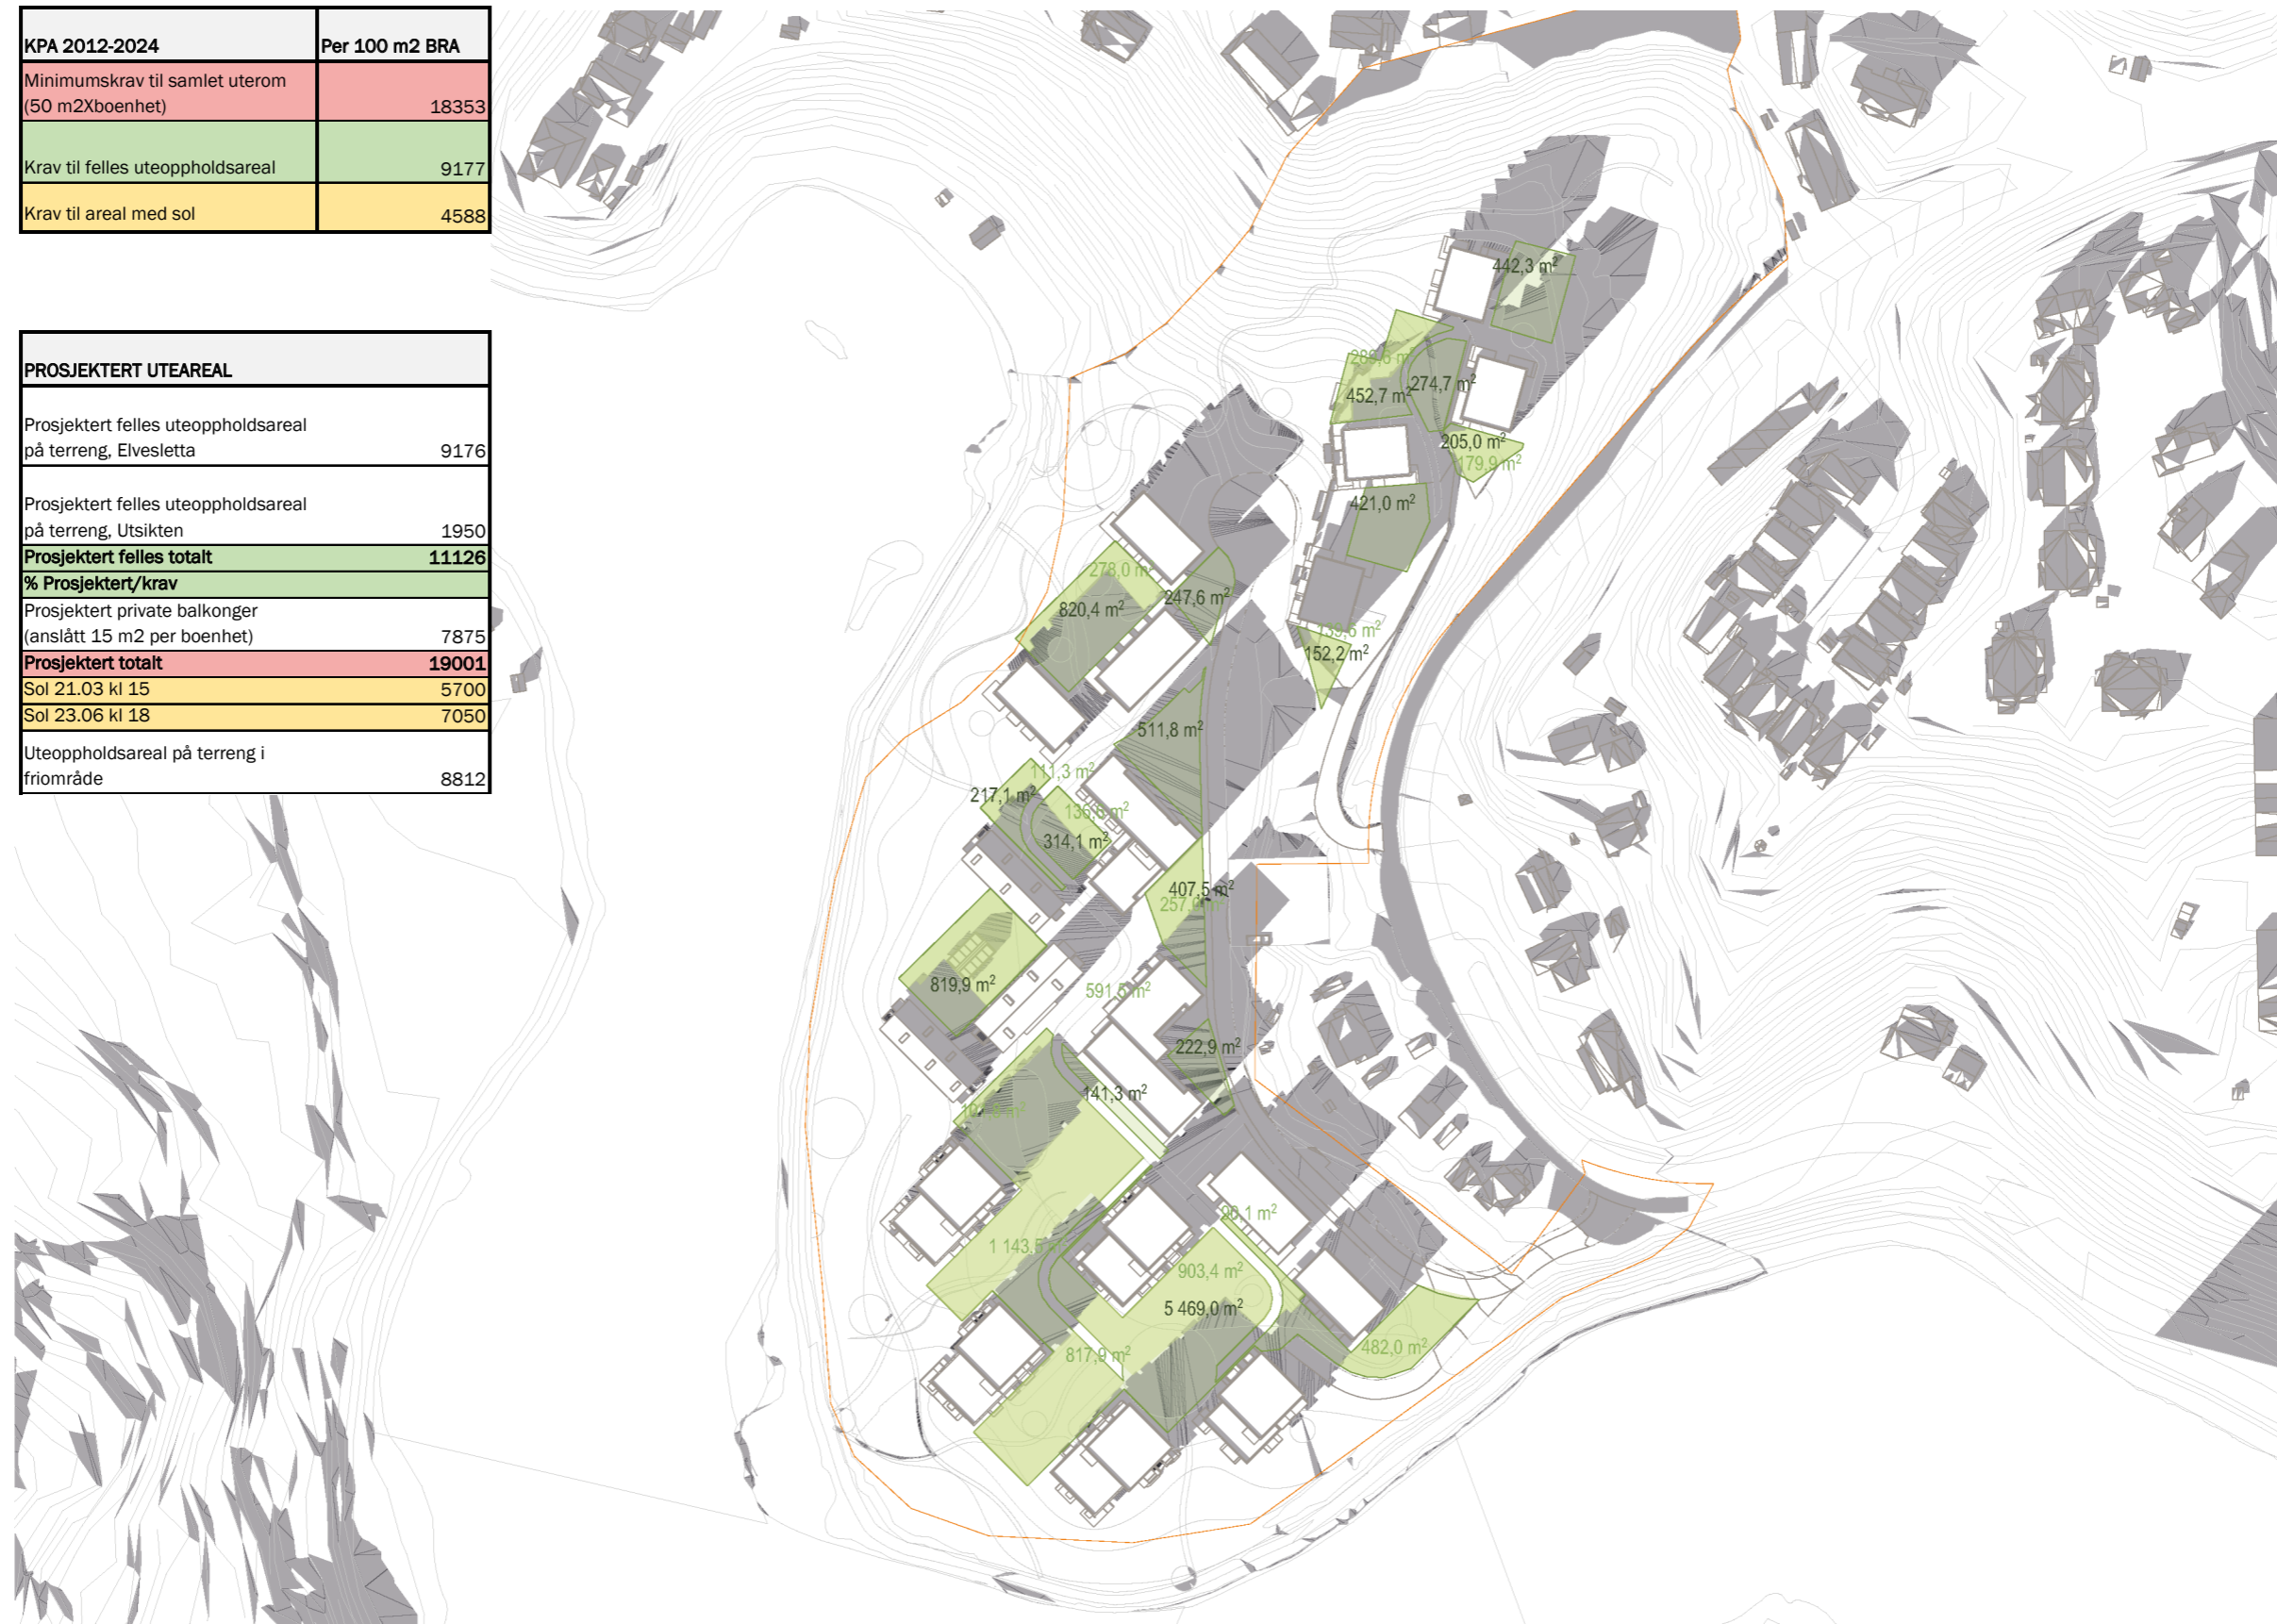 KPA 2012-2024 Per 100 m2 BRA
Minimumskrav til samlet uterom
(50 m2Xboenhet) 18353
Krav til felles uteoppholdsareal 9177
Krav til areal med sol 4588
PROSJEKTERT UTEAREAL
Prosjektert felles uteoppholdsareal
på terreng, Elvesletta 9176
Prosjektert felles uteoppholdsareal
på terreng, Utsikten 1950
Prosjektert felles totalt 11126
% Prosjektert/krav
Prosjektert private balkonger
(anslått 15 m2 per boenhet) 7875
Prosjektert totalt 19001
Sol 21.03 kl 15 5700
Sol 23.06 kl 18 7050
Uteoppholdsareal på terreng i
friområde 8812
442,3 m²
274,7 m²
452,7 m²
205,0 m²
179,9 m²
421,0 m²
278,0 m
247,6 m²
820,4 m²
152,2 m²
511,8 m²
111,3 m²
217,1 m²
314,1 m²
407,5 m²
819,9 m²
591,5 m²
222,9 m²
141,3 m²
1 143,5
903,4 m²
5 469,0 m²
817,9 m²
482,0 m²